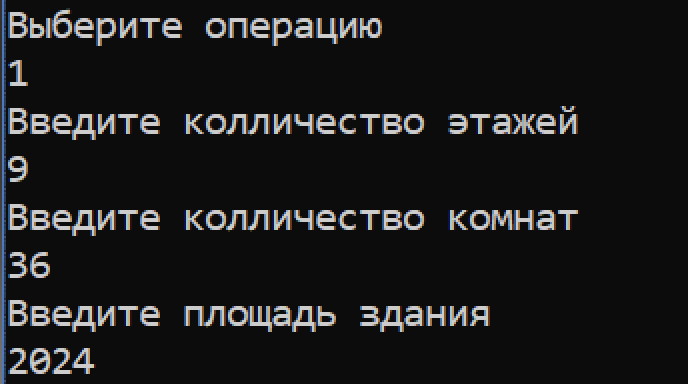 Выберите операцию
1
Введите колличество этажей
9
Введите колличество комнат
36
Введите площадь здания
2024